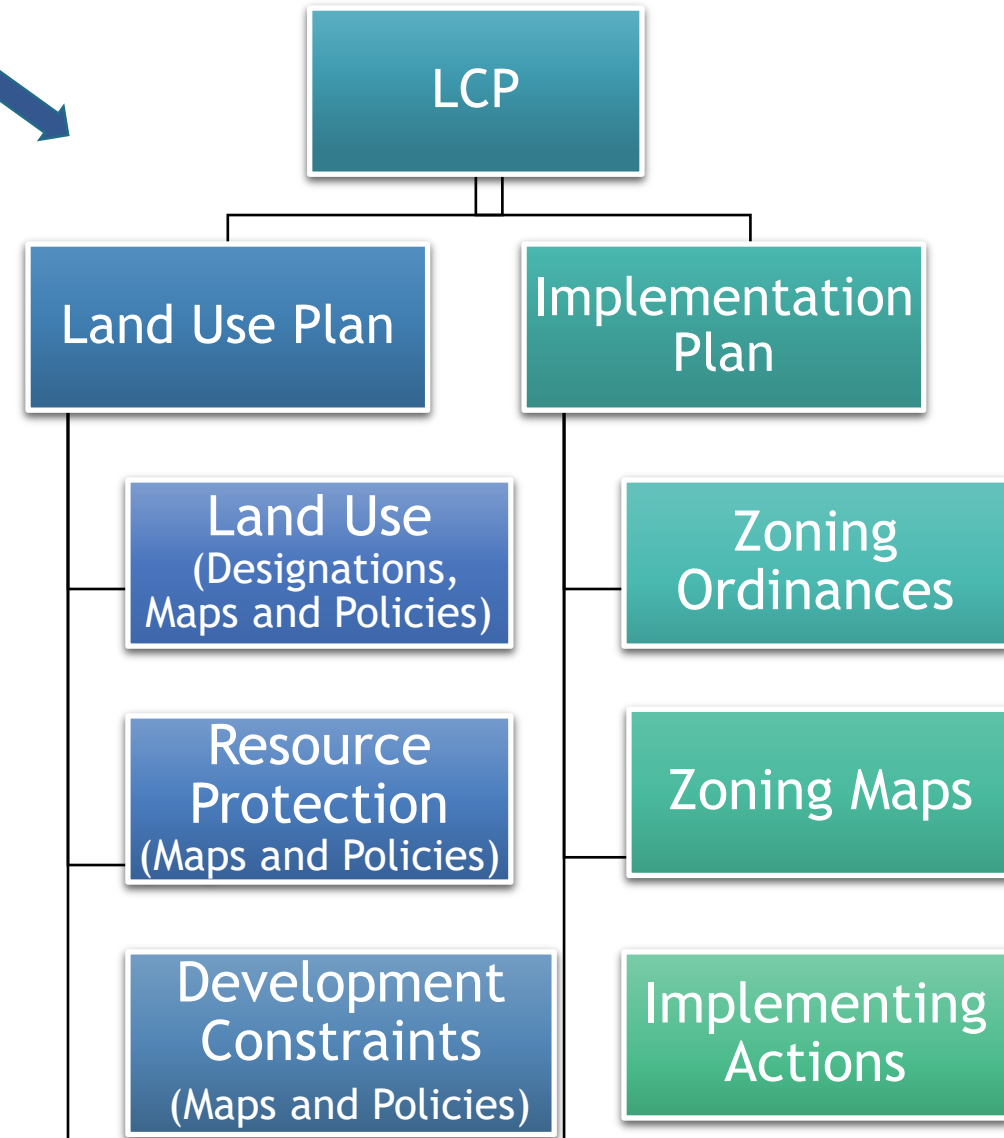 LCP
Land Use Plan
Land Use
(Designations,
Maps and Policies)
Resource
Protection
(Maps and Policies)
Development
Constraints
(Maps and Policies)
Implementation
Plan
Zoning
Ordinances
Zoning Maps
Implementing
Actions